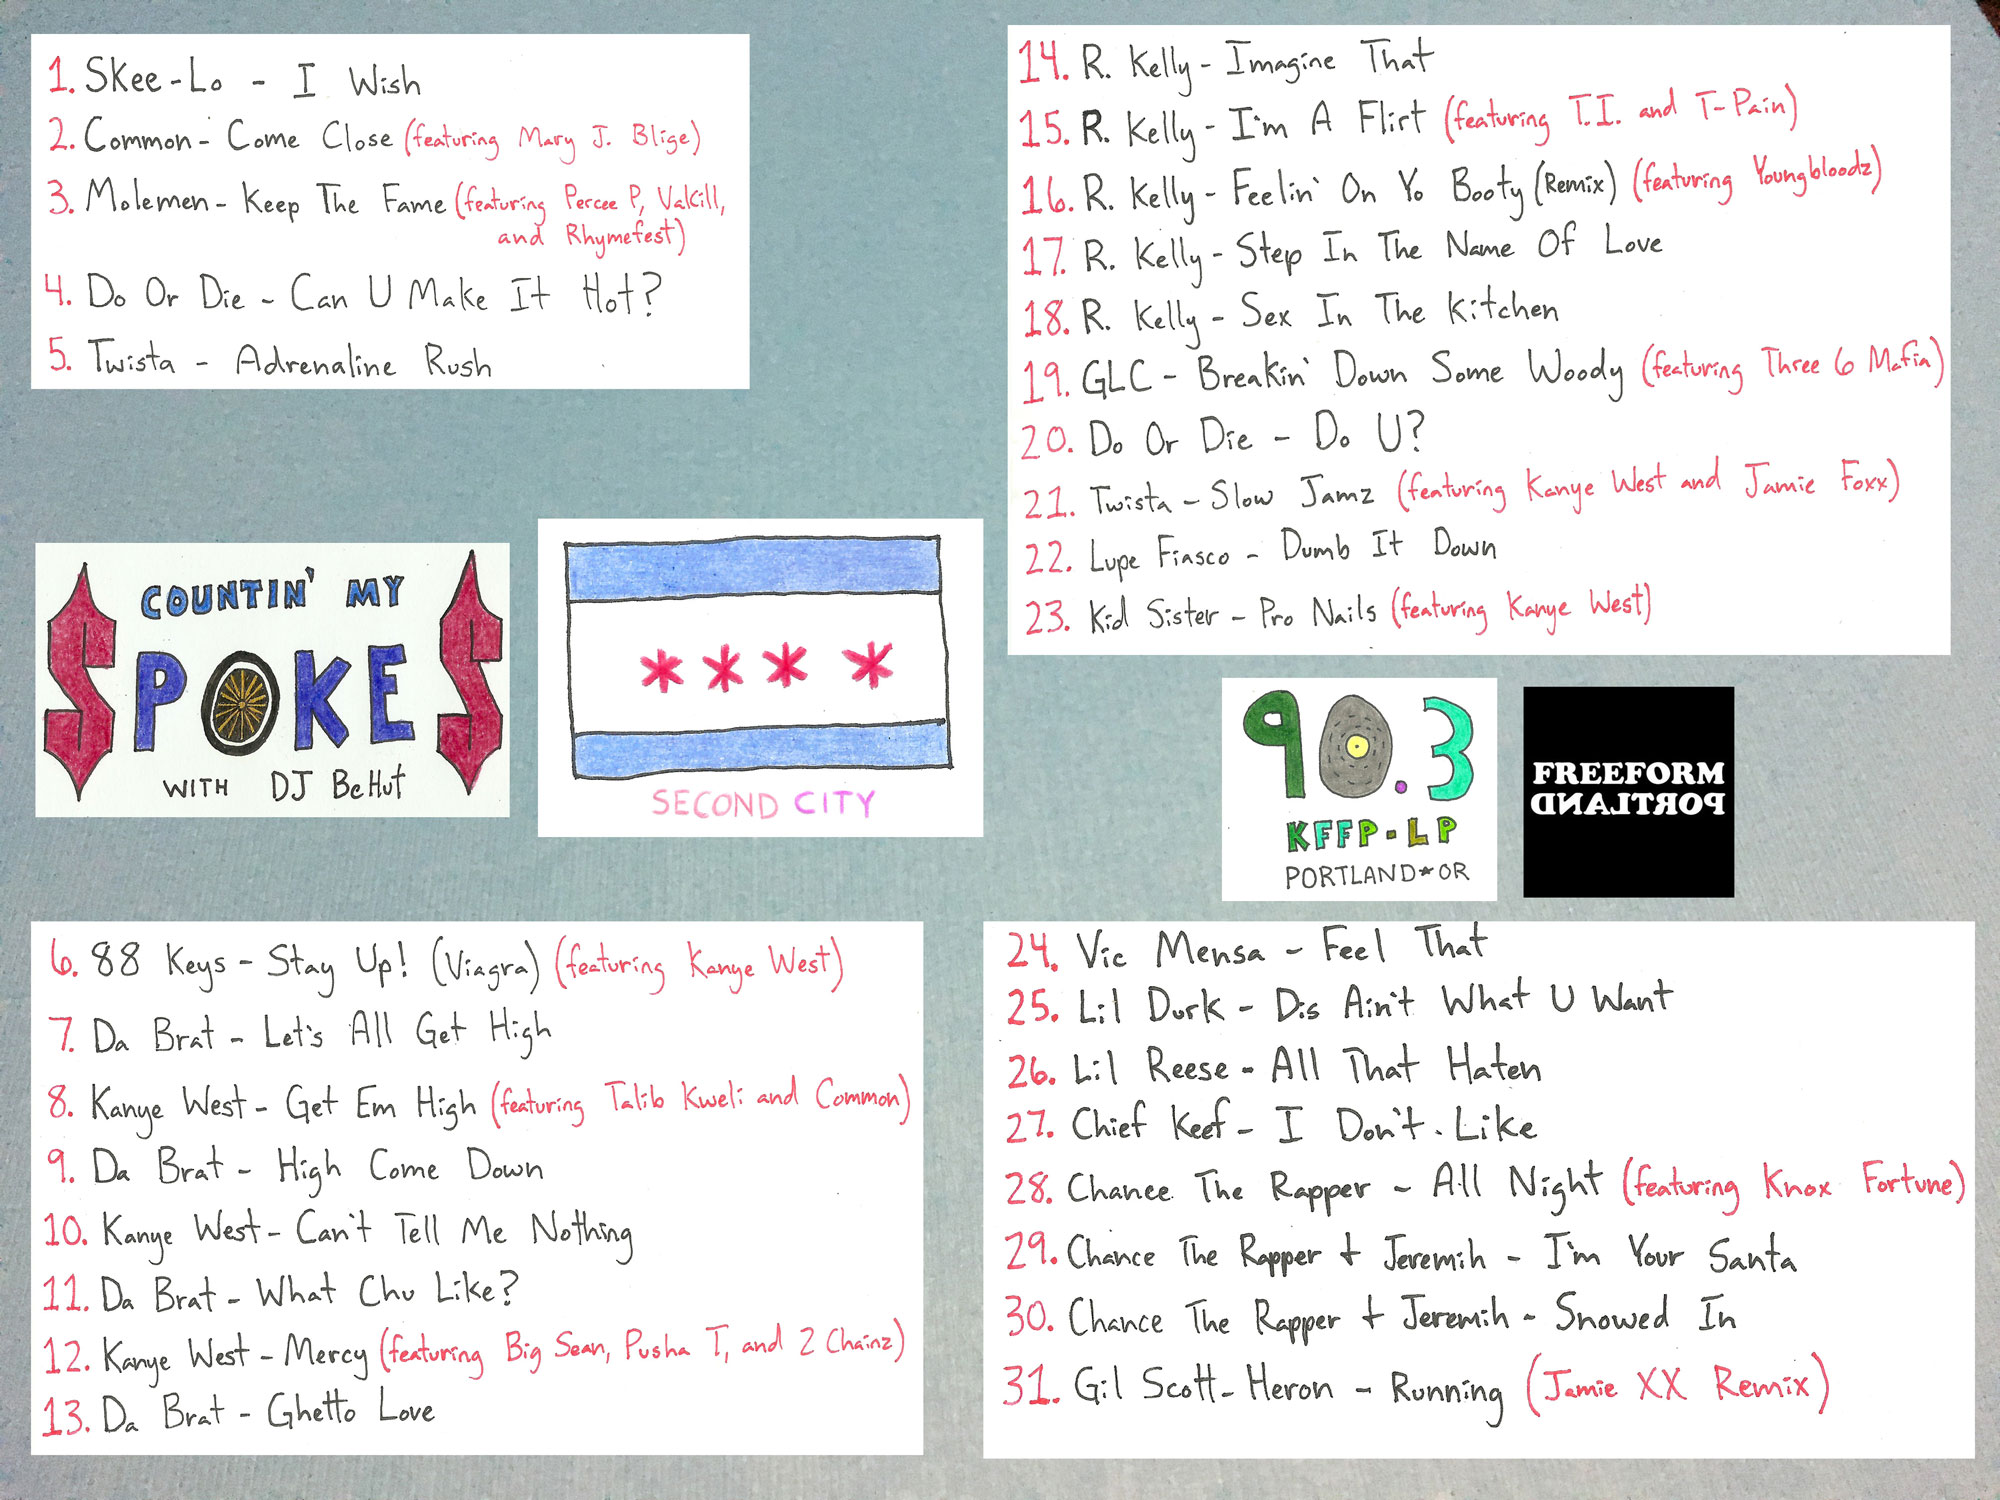 1. Skee-Lo - I Wish
2. Common - Come Close (featuring Mary J. Blige)
3. Molemen - Keep The Fame (featuring Percee P, Vakill,
and Rhymefest)
4. Do Or Die - Can U Make It Hot?
5. Twista - Adrenaline Rush
COUNTIN' MY
SPOKES
WITH DJ BeHut
SECOND CITY
6. 88 Keys - Stay Up! (Viagra) (featuring Kanye West)
7. Da Brat - Let's All Get High
8. Kanye West - Get Em High (featuring Talib Kweli and Common)
9. Da Brat - High Come Down
10. Kanye West - Can't Tell Me Nothing
11. Da Brat - What Chu Like?
12. Kanye West - Mercy (featuring Big Sean, Pusha T, and 2 Chainz)
13. Da Brat - Ghetto Love
14. R. Kelly - Imagine That
15. R. Kelly - I'm A Flirt (featuring T.I. and T-Pain)
16. R. Kelly - Feelin' On Yo Booty (Remix) (featuring Youngbloodz)
17. R. Kelly - Step In The Name Of Love
18. R. Kelly - Sex In The Kitchen
19. GLC - Breakin' Down Some Woody (featuring Three 6 Mafia)
20. Do Or Die - Do U?
21. Twista - Slow Jamz (featuring Kanye West and Jamie Foxx)
22. Lupe Fiasco - Dumb It Down
23. Kid Sister - Pro Nails (featuring Kanye West)
90.3
KFFP-LP
PORTLAND*OR
FREEFORM
PORTLAND
24. Vic Mensa - Feel That
25. Lil Durk - Dis Ain't What U Want
26. Lil Reese - All That Haten
27. Chief Keef - I Don't Like
28. Chance The Rapper - All Night (featuring Knox Fortune)
29. Chance The Rapper + Jeremih - I'm Your Santa
30. Chance The Rapper + Jeremih - Snowed In
31. Gil Scott-Heron - Running (Jamie XX Remix)